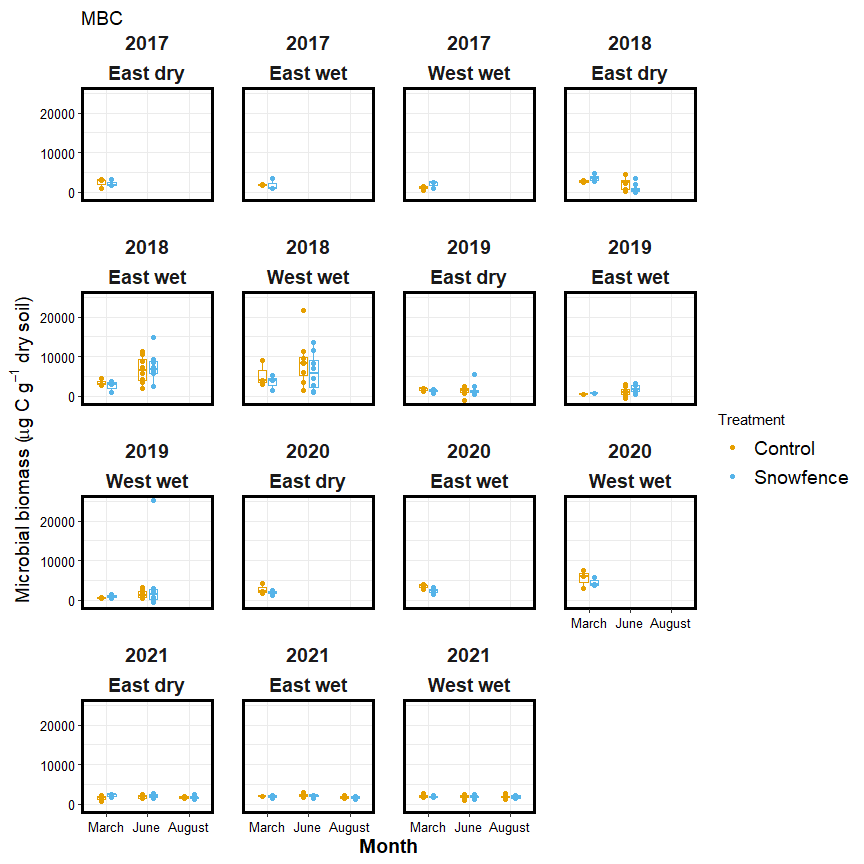 MBC
2017 2017 2017 2018
East dry East wet West wet East dry
20000
10000
0
2018 2018 2019 2019
East wet West wet East dry East wet
20000
10000
0
2019 2020 2020 2020
West wet East dry East wet West wet
20000
10000
0
March June August
2021 2021 2021
East dry East wet West wet
20000
10000
0
March June August March June August March June August
Month
Microbial biomass (μg C g⁻¹ dry soil)
Treatment
Control
Snowfence